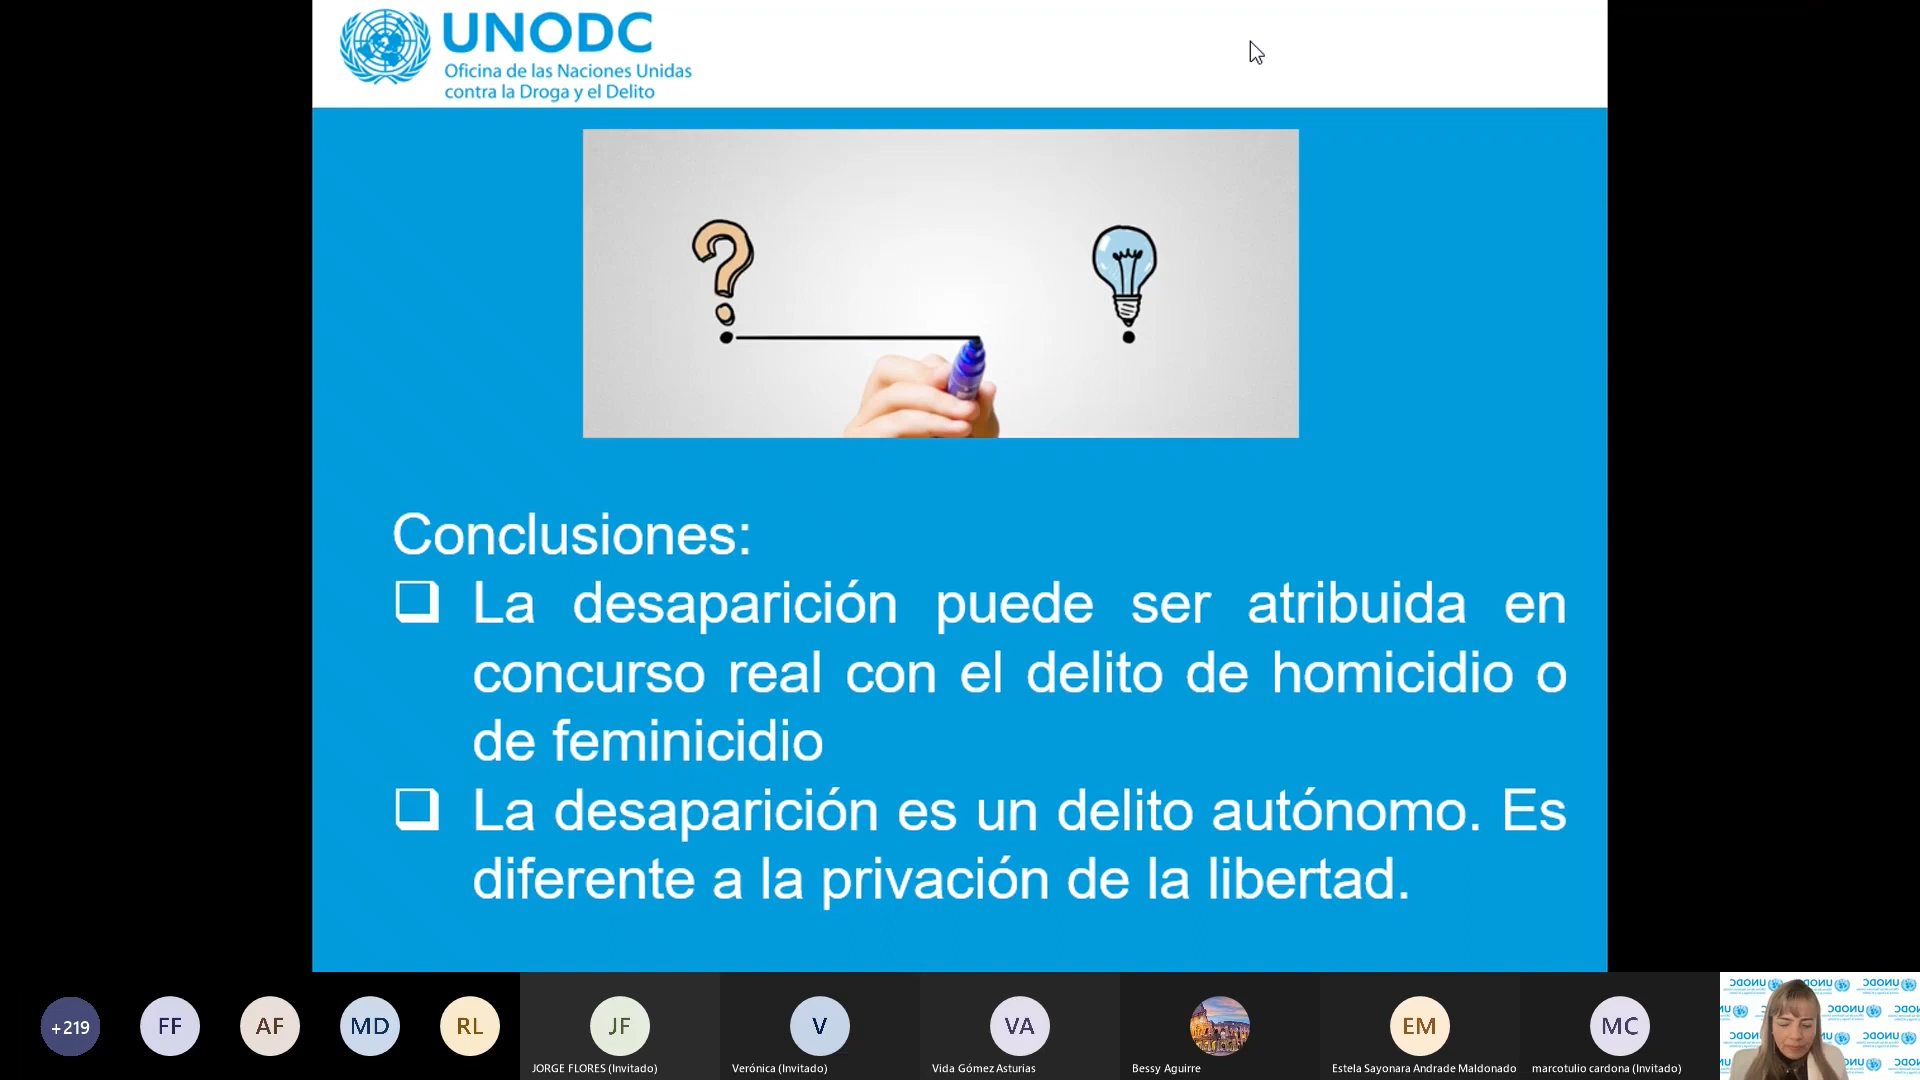 UNODC
Oficina de las Naciones Unidas
contra la Droga y el Delito
Conclusiones:
La desaparición puede ser atribuida en
concurso real con el delito de homicidio o
de feminicidio
La desaparición es un delito autónomo. Es
diferente a la privación de la libertad.
+219
FF
AF
MD
RL
JF
V
VA
EM
MC
JORGE FLORES (Invitado)
Verónica (Invitado)
Vida Gómez Asturias
Bessy Aguirre
Estela Sayonara Andrade Maldonado
marcotulio cardona (Invitado)